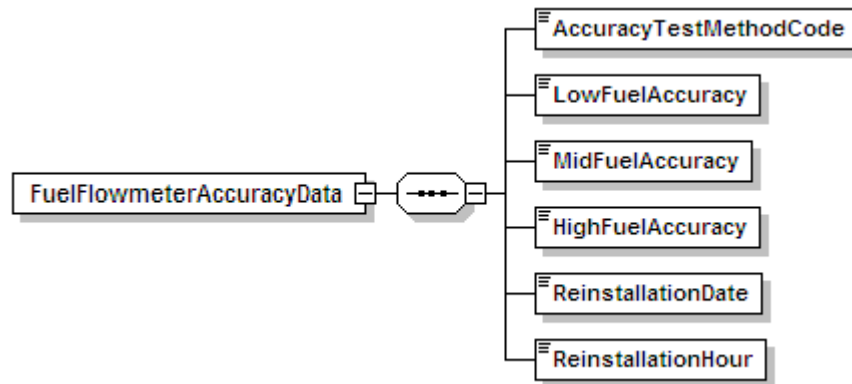 AccuracyTestMethodCode
LowFuelAccuracy
MidFuelAccuracy
FuelFlowmeterAccuracyData
HighFuelAccuracy
ReinstallationDate
ReinstallationHour